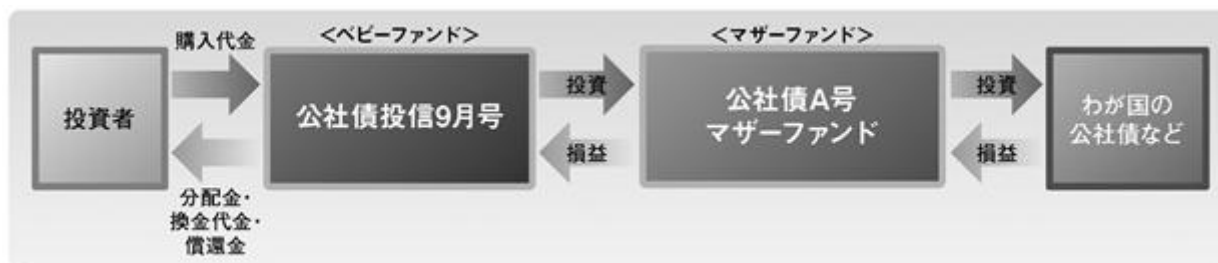 <ベビーファンド>
<マザーファンド>
購入代金
投資者
公社債投信9月号
投資
損益
公社債A号
マザーファンド
投資
損益
わが国の
公社債など
分配金・
換金代金・
償還金